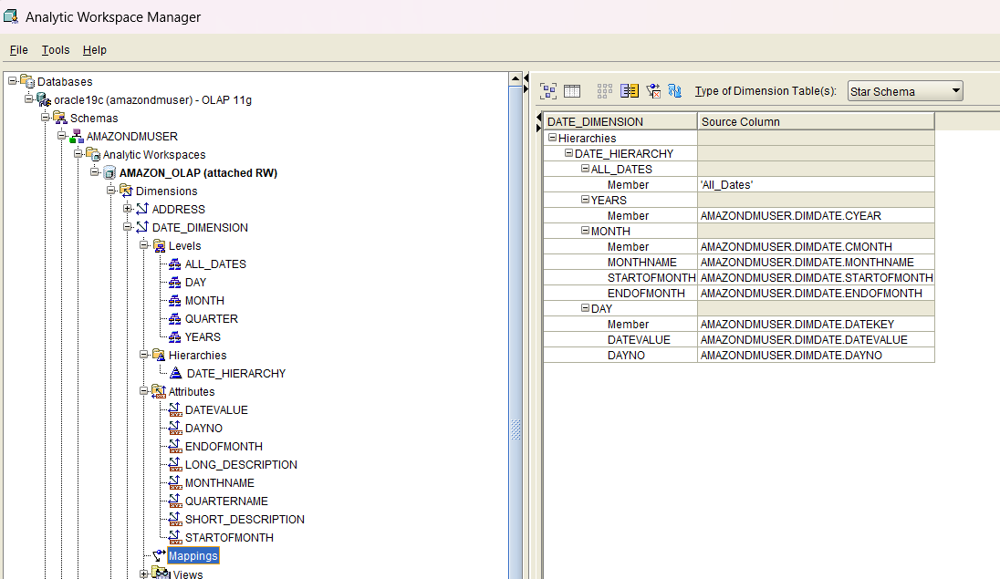 Analytic Workspace Manager
File Tools Help
Databases
oracle19c (amazondmuser) - OLAP 11g
Schemas
AMAZONDMUSER
Analytic Workspaces
AMAZON_OLAP (attached RW)
Dimensions
ADDRESS
DATE_DIMENSION
Levels
ALL_DATES
DAY
MONTH
QUARTER
YEARS
Hierarchies
DATE_HIERARCHY
Attributes
DATEVALUE
DAYNO
ENDOFMONTH
LONG_DESCRIPTION
MONTHNAME
QUARTERNAME
SHORT_DESCRIPTION
STARTOFMONTH
Mappings
Views
Type of Dimension Table(s): Star Schema
DATE_DIMENSION Source Column
Hierarchies
DATE_HIERARCHY
ALL_DATES
Member 'All_Dates'
YEARS
Member AMAZONDMUSER.DIMDATE.CYEAR
MONTH
Member AMAZONDMUSER.DIMDATE.CMONTH
MONTHNAME AMAZONDMUSER.DIMDATE.MONTHNAME
STARTOFMONTH AMAZONDMUSER.DIMDATE.STARTOFMONTH
ENDOFMONTH AMAZONDMUSER.DIMDATE.ENDOFMONTH
DAY
Member AMAZONDMUSER.DIMDATE.DATEKEY
DATEVALUE AMAZONDMUSER.DIMDATE.DATEVALUE
DAYNO AMAZONDMUSER.DIMDATE.DAYNO